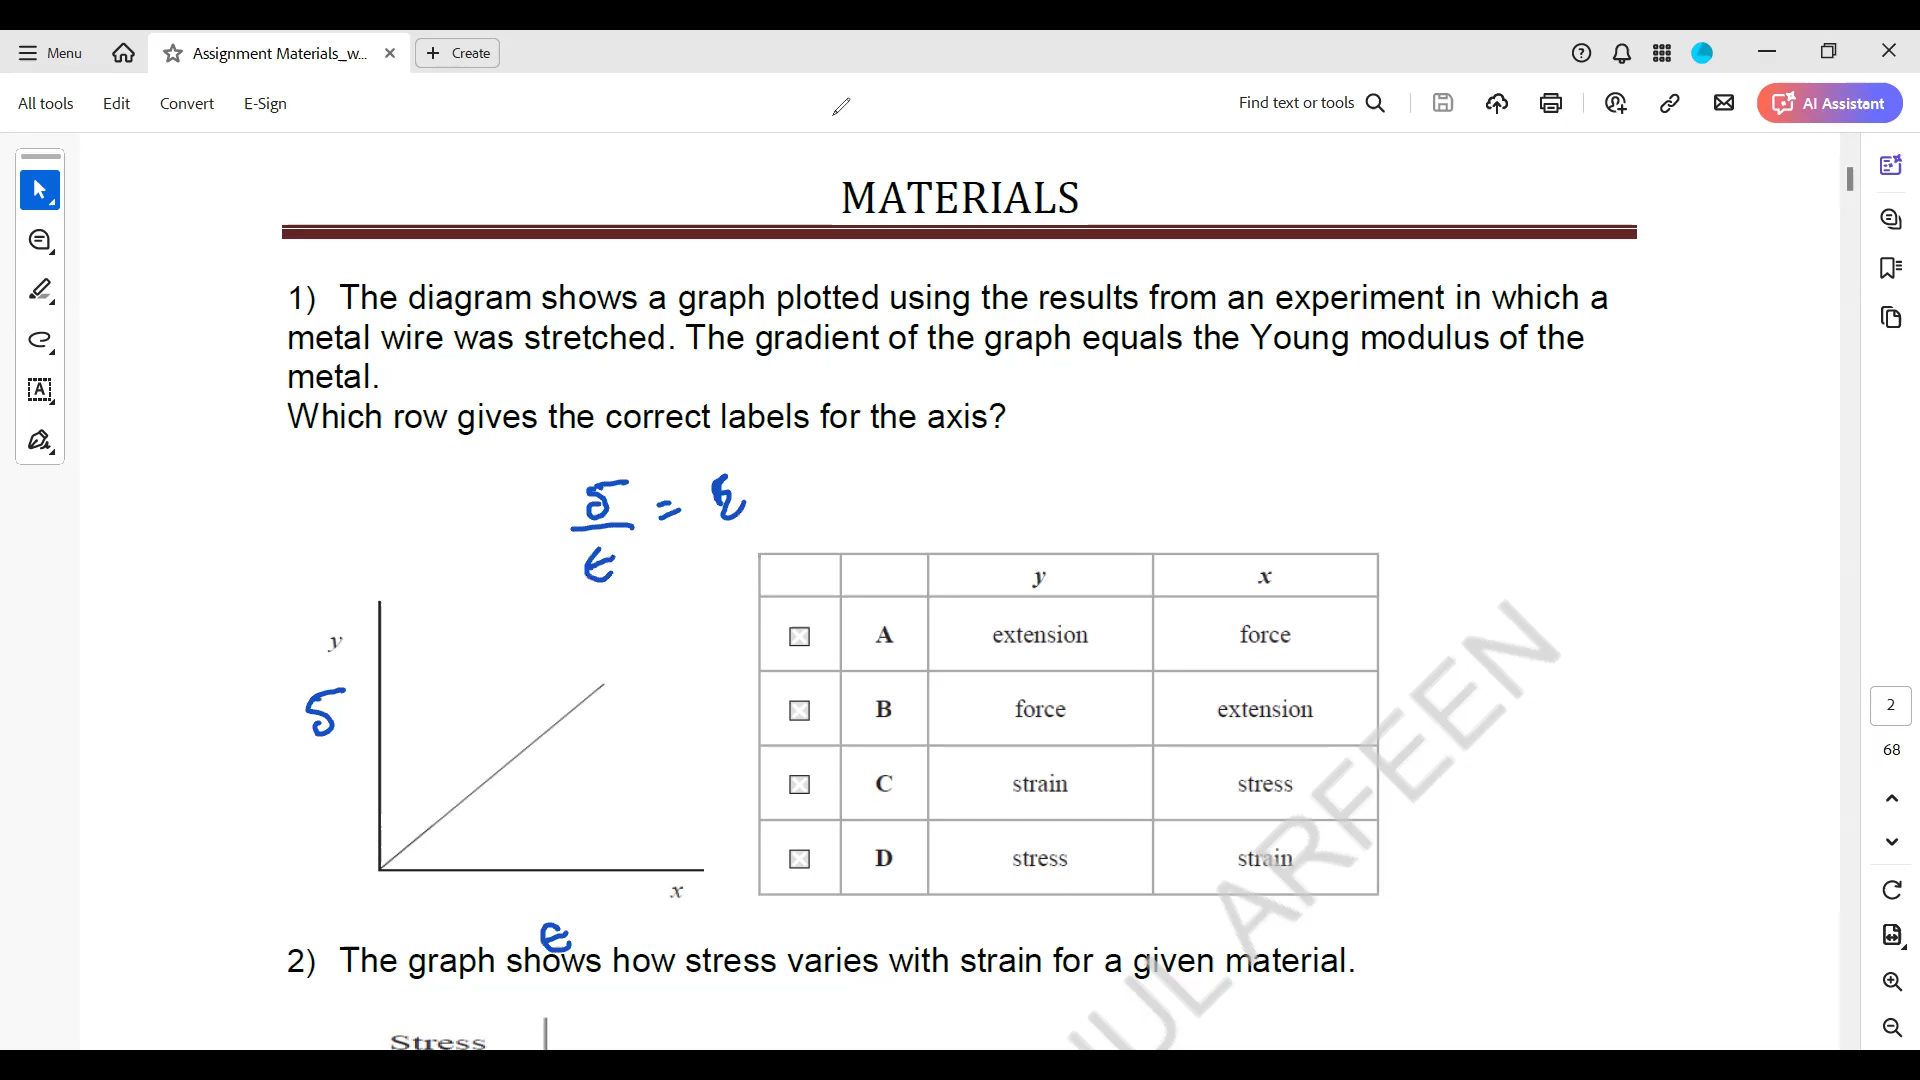 Menu
Assignment Materials_w...
Create
All tools
Edit
Convert
E-Sign
Find text or tools
AI Assistant
MATERIALS
1) The diagram shows a graph plotted using the results from an experiment in which a
metal wire was stretched. The gradient of the graph equals the Young modulus of the
metal.
Which row gives the correct labels for the axis?
y
x
y x
A extension force
B force extension
C strain stress
D stress strain
2) The graph shows how stress varies with strain for a given material.
Stress
2
68
ARFEEN